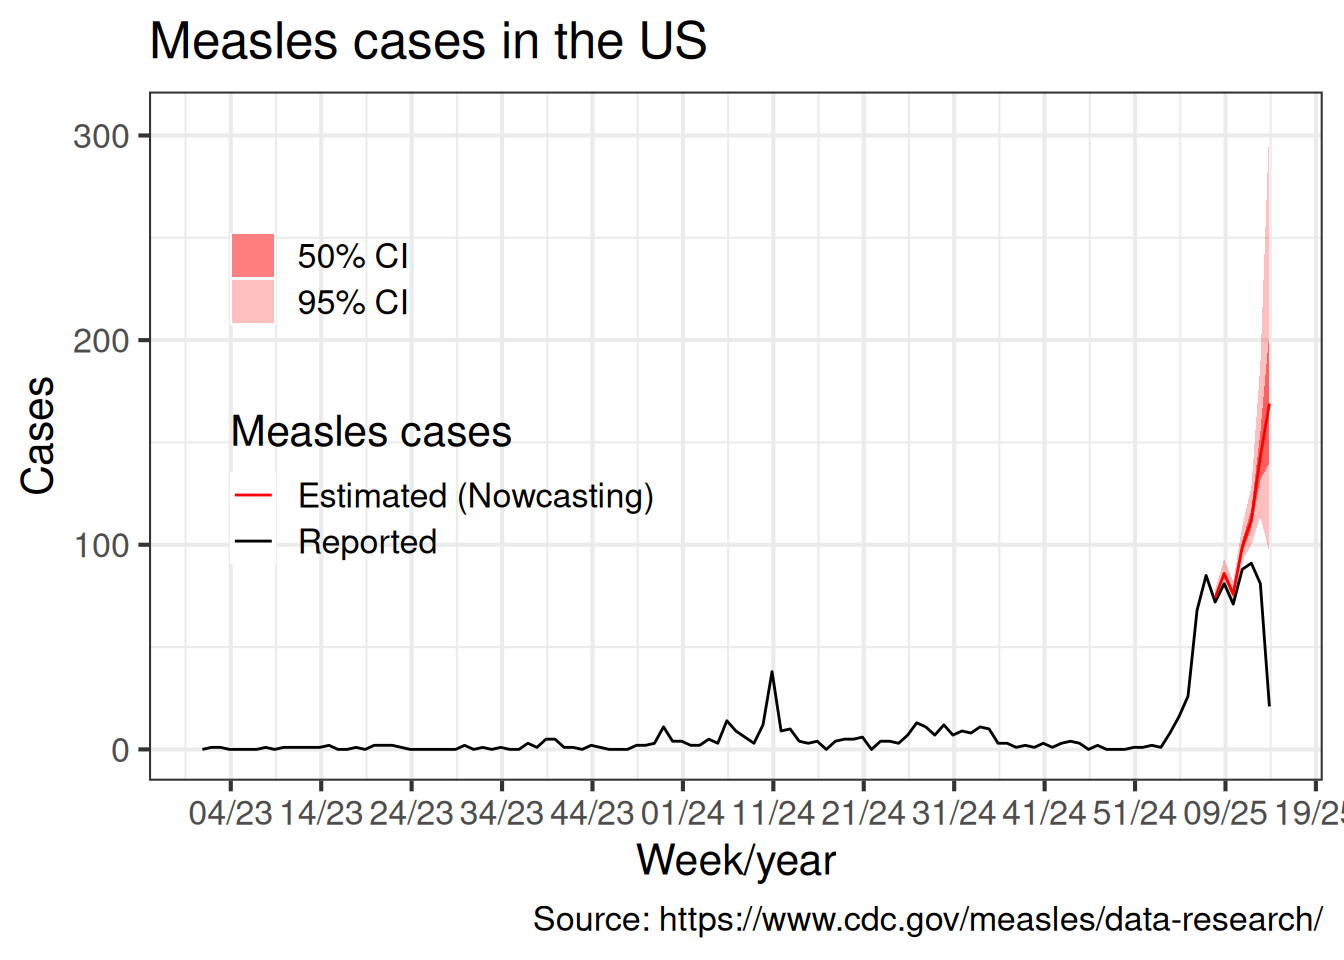 Measles cases in the US
300
200
100
0
Cases
50% CI
95% CI
Measles cases
Estimated (Nowcasting)
Reported
04/23 14/23 24/23 34/23 44/23 01/24 11/24 21/24 31/24 41/24 51/24 09/25 19/25
Week/year
Source: https://www.cdc.gov/measles/data-research/